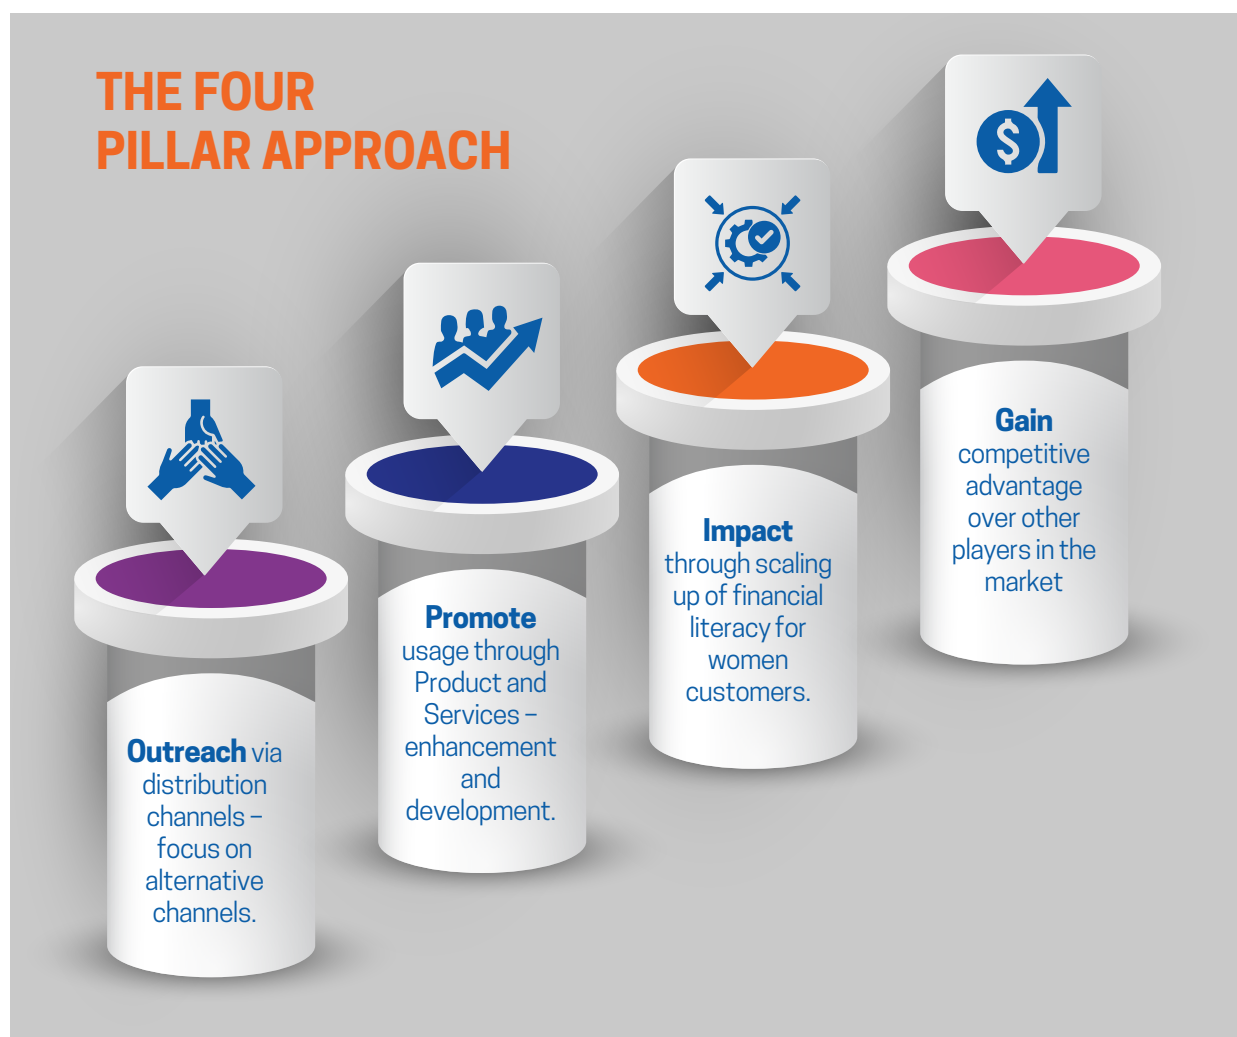 THE FOUR
PILLAR APPROACH
Outreach via
distribution
channels –
focus on
alternative
channels.
Promote
usage through
Product and
Services –
enhancement
and
development.
Impact
through scaling
up of financial
literacy for
women
customers.
Gain
competitive
advantage
over other
players in the
market
$